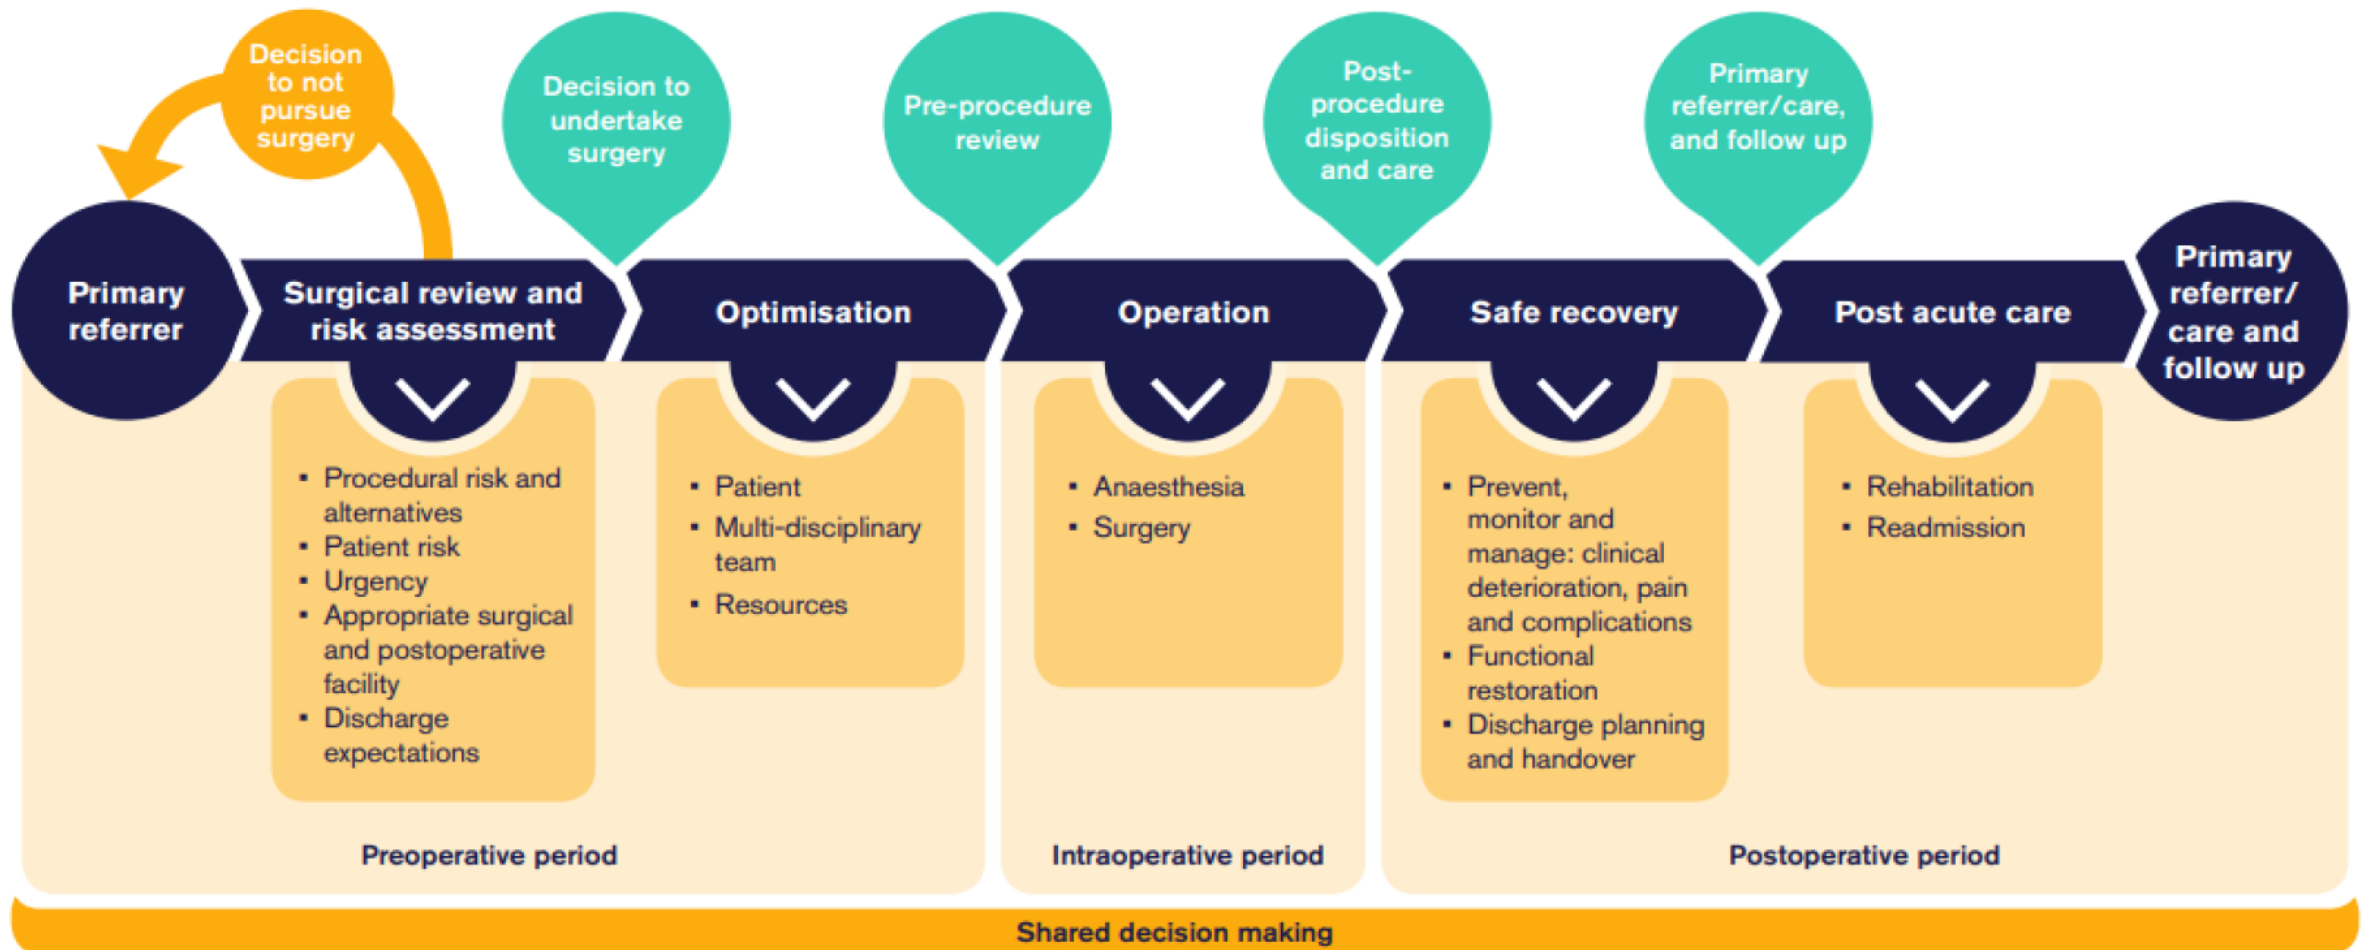 Decision
to not
pursue
surgery
Decision to
undertake
surgery
Pre-procedure
review
Post-
procedure
disposition
and care
Primary
referrer/care,
and follow up
Primary
referrer
Surgical review and
risk assessment
Optimisation
Operation
Safe recovery
Post acute care
Primary
referrer/
care and
follow up
▪ Procedural risk and
alternatives
▪ Patient risk
▪ Urgency
▪ Appropriate surgical
and postoperative
facility
▪ Discharge
expectations
▪ Patient
▪ Multi-disciplinary
team
▪ Resources
▪ Anaesthesia
▪ Surgery
▪ Prevent,
monitor and
manage: clinical
deterioration, pain
and complications
▪ Functional
restoration
▪ Discharge planning
and handover
▪ Rehabilitation
▪ Readmission
Preoperative period
Intraoperative period
Postoperative period
Shared decision making